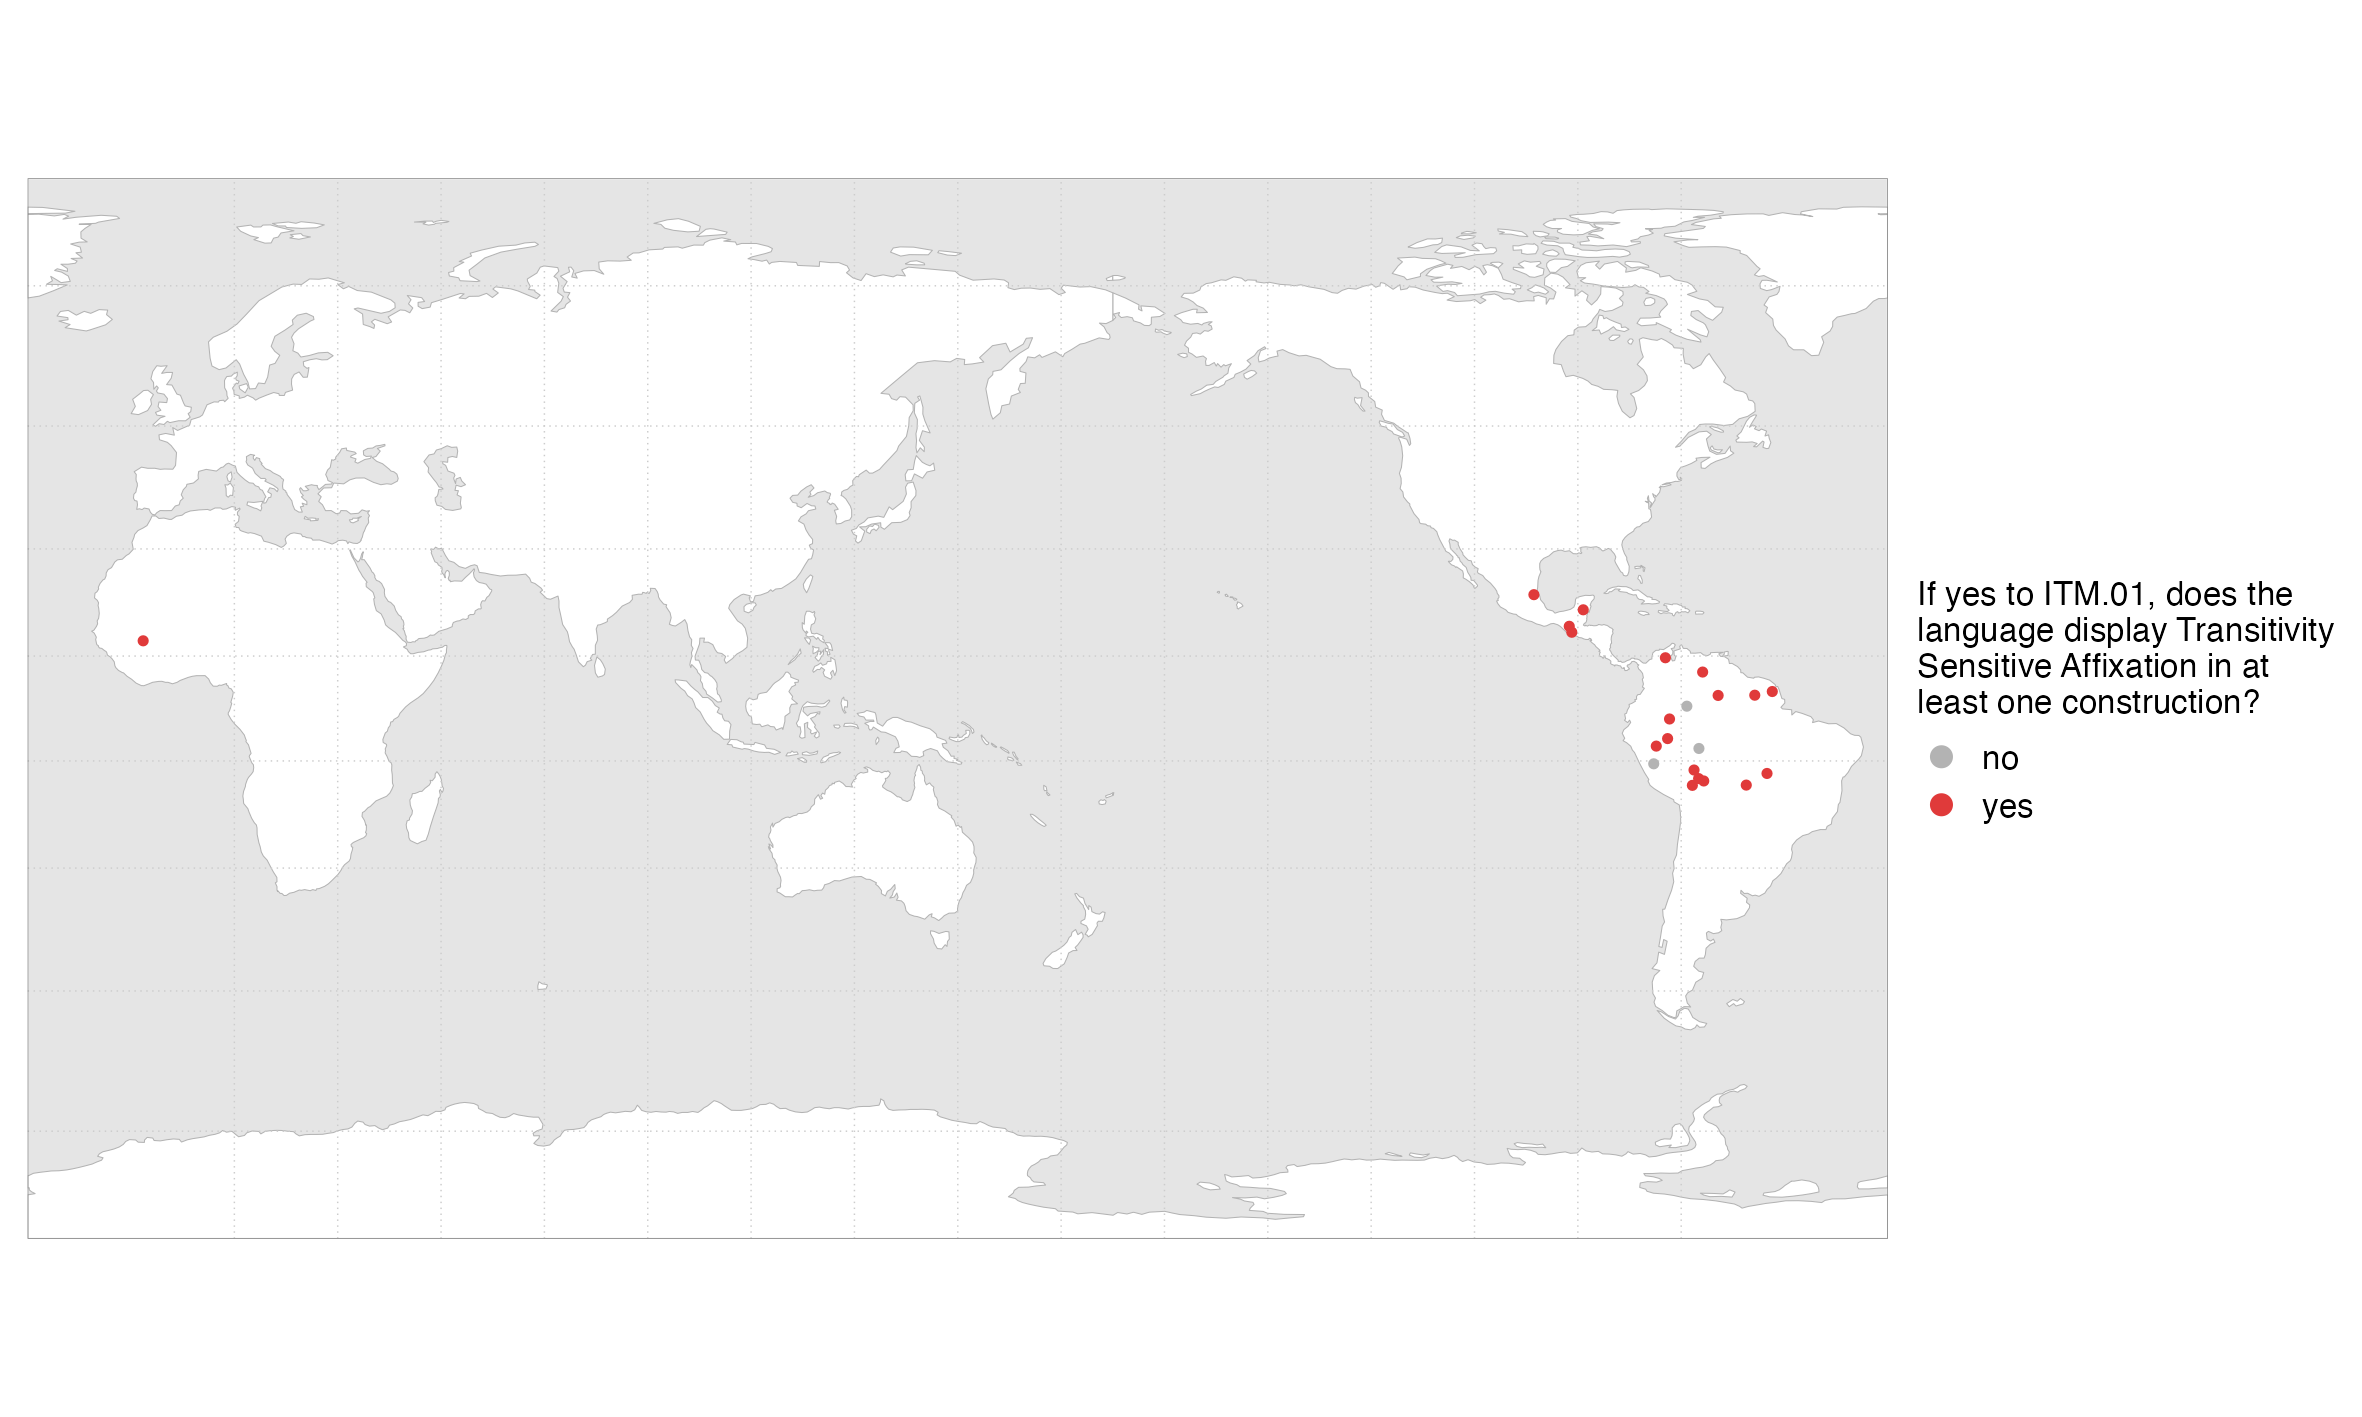 If yes to ITM.01, does the
language display Transitivity
Sensitive Affixation in at
least one construction?
no
yes